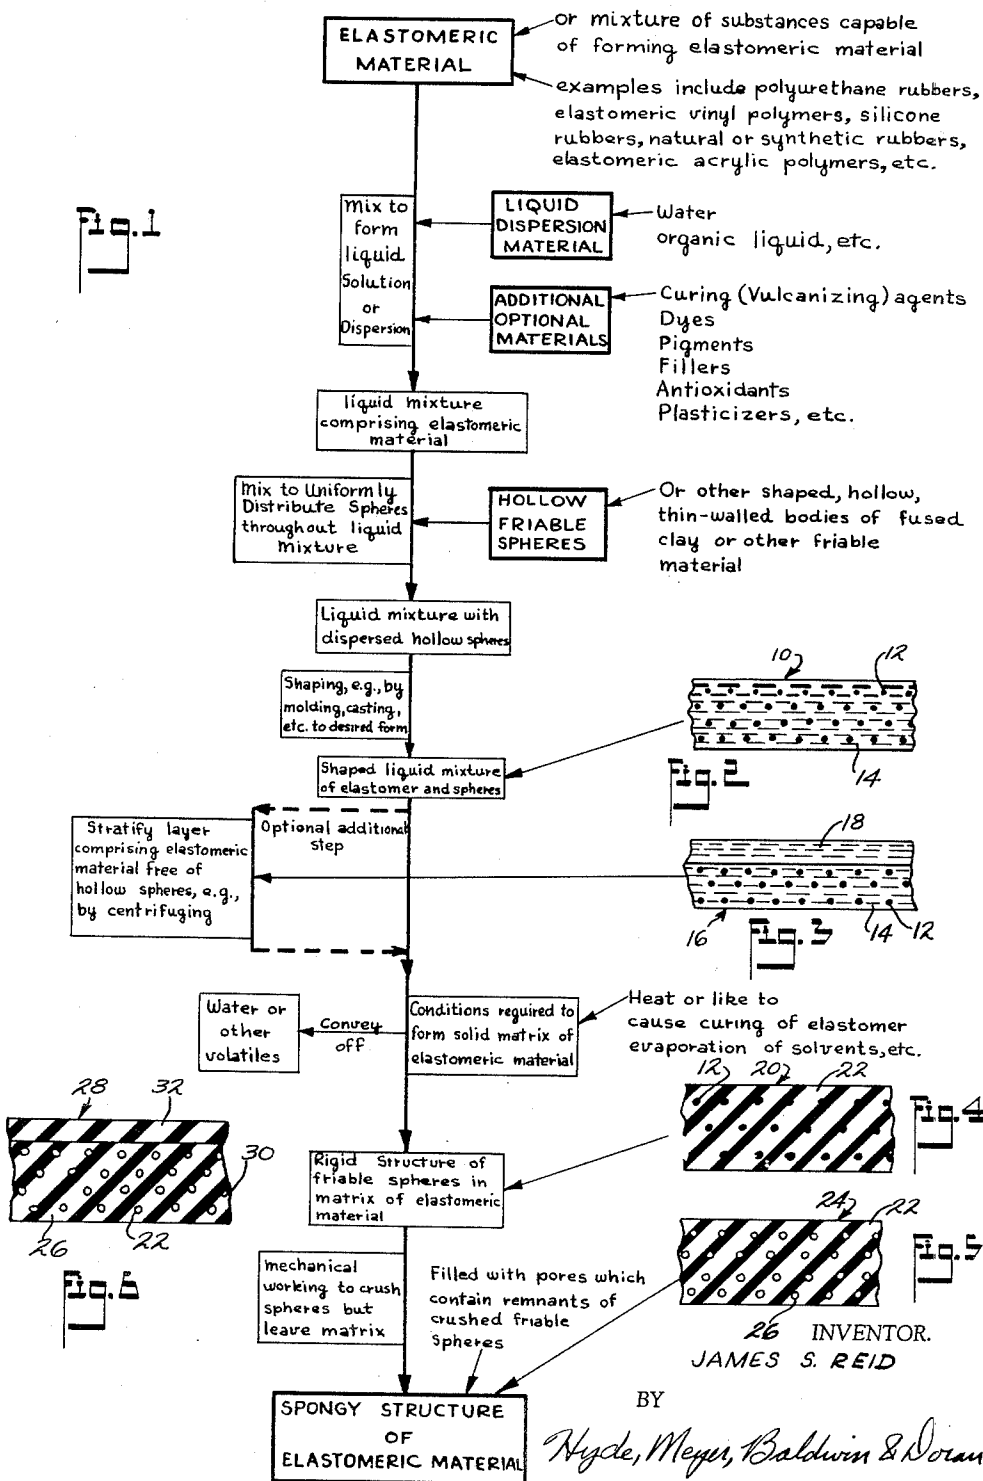 ELASTOMERIC
MATERIAL
or mixture of substances capable
of forming elastomeric material
examples include polyurethane rubbers,
elastomeric vinyl polymers, silicone
rubbers, natural or synthetic rubbers,
elastomeric acrylic polymers, etc.
Fig. 1
Mix to
form
liquid
Solution
or
Dispersion
LIQUID
DISPERSION
MATERIAL
Water
organic liquid, etc.
ADDITIONAL
OPTIONAL
MATERIALS
Curing (Vulcanizing) agents
Dyes
Pigments
Fillers
Antioxidants
Plasticizers, etc.
liquid mixture
comprising elastomeric
material
Mix to Uniformly
Distribute Spheres
throughout liquid
mixture
HOLLOW
FRIABLE
SPHERES
Or other shaped, hollow,
thin-walled bodies of fused
clay or other friable
material
Liquid mixture with
dispersed hollow spheres
Shaping, e.g., by
molding, casting,
etc. to desired form
10
12
14
Fig. 2
Shaped liquid mixture
of elastomer and spheres
Optional additional
step
Stratify layer
comprising elastomeric
material free of
hollow spheres, e.g.,
by centrifuging
18
16
14
12
Fig. 3
Water or
other
volatiles
Convey
off
Conditions required to
form solid matrix of
elastomeric material
Heat or like to
cause curing of elastomer
evaporation of solvents, etc.
12
20
22
Fig. 4
28
32
30
26
22
Fig. 6
Rigid Structure of
friable spheres in
matrix of elastomeric
material
24
22
26
Fig. 5
mechanical
working to crush
spheres but
leave matrix
Filled with pores which
contain remnants of
crushed friable
spheres
INVENTOR.
JAMES S. REID
SPONGY STRUCTURE
OF
ELASTOMERIC MATERIAL
BY
Hyde, Meyer, Baldwin & Doran